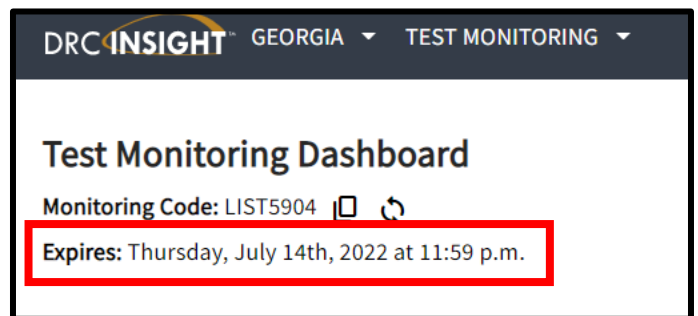 DRC INSIGHT™ GEORGIA TEST MONITORING
Test Monitoring Dashboard
Monitoring Code: LIST5904
Expires: Thursday, July 14th, 2022 at 11:59 p.m.